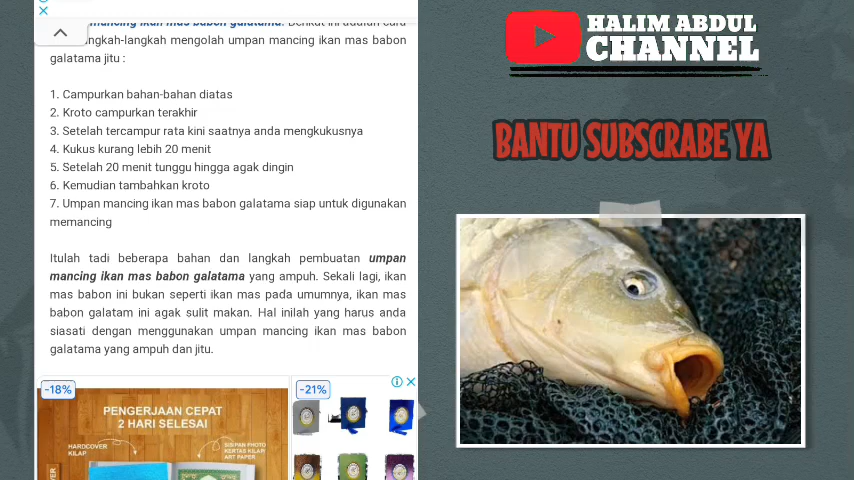 mancing ikan mas babon galatama. Berikut ini adalah cara
langkah-langkah mengolah umpan mancing ikan mas babon
galatama jitu :
1. Campurkan bahan-bahan diatas
2. Kroto campurkan terakhir
3. Setelah tercampur rata kini saatnya anda mengkukusnya
4. Kukus kurang lebih 20 menit
5. Setelah 20 menit tunggu hingga agak dingin
6. Kemudian tambahkan kroto
7. Umpan mancing ikan mas babon galatama siap untuk digunakan
memancing
Itulah tadi beberapa bahan dan langkah pembuatan umpan
mancing ikan mas babon galatama yang ampuh. Sekali lagi, ikan
mas babon ini bukan seperti ikan mas pada umumnya, ikan mas
babon galatam ini agak sulit makan. Hal inilah yang harus anda
siasati dengan menggunakan umpan mancing ikan mas babon
galatama yang ampuh dan jitu.
-18%
PENGERJAAN CEPAT
2 HARI SELESAI
HARDCOVER
KILAP
SISIPAN PHOTO
KERTAS KILAP/
ART PAPER
-21%
HALIM ABDUL
CHANNEL
BANTU SUBSCRABE YA